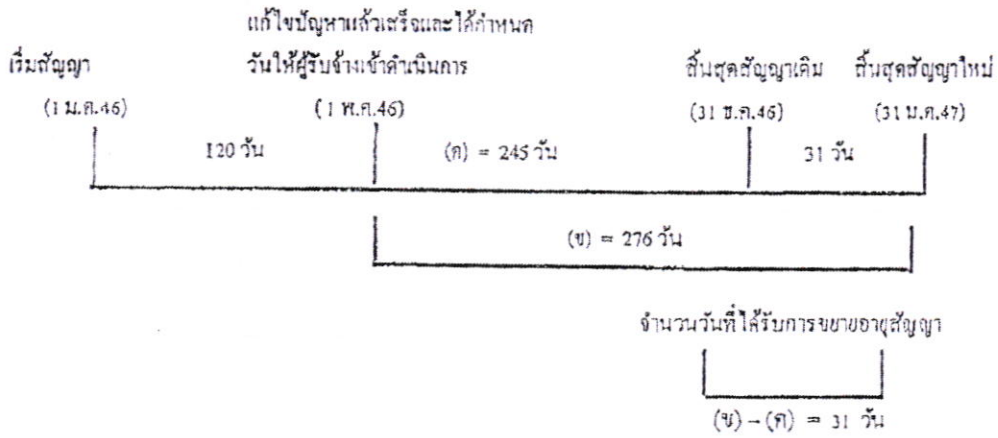 แก้ไขปัญหาแล้วเสร็จและได้กำหนด
เริ่มสัญญา วันให้ผู้รับจ้างเข้าดำเนินการ สิ้นสุดสัญญาเดิม สิ้นสุดสัญญาใหม่
(1 ม.ค.46) (1 พ.ค.46) (31 ธ.ค.46) (31 ม.ค.47)
120 วัน (ค) = 245 วัน 31 วัน
(ข) = 276 วัน
จำนวนวันที่ได้รับการขยายอายุสัญญา
(ข) – (ค) = 31 วัน